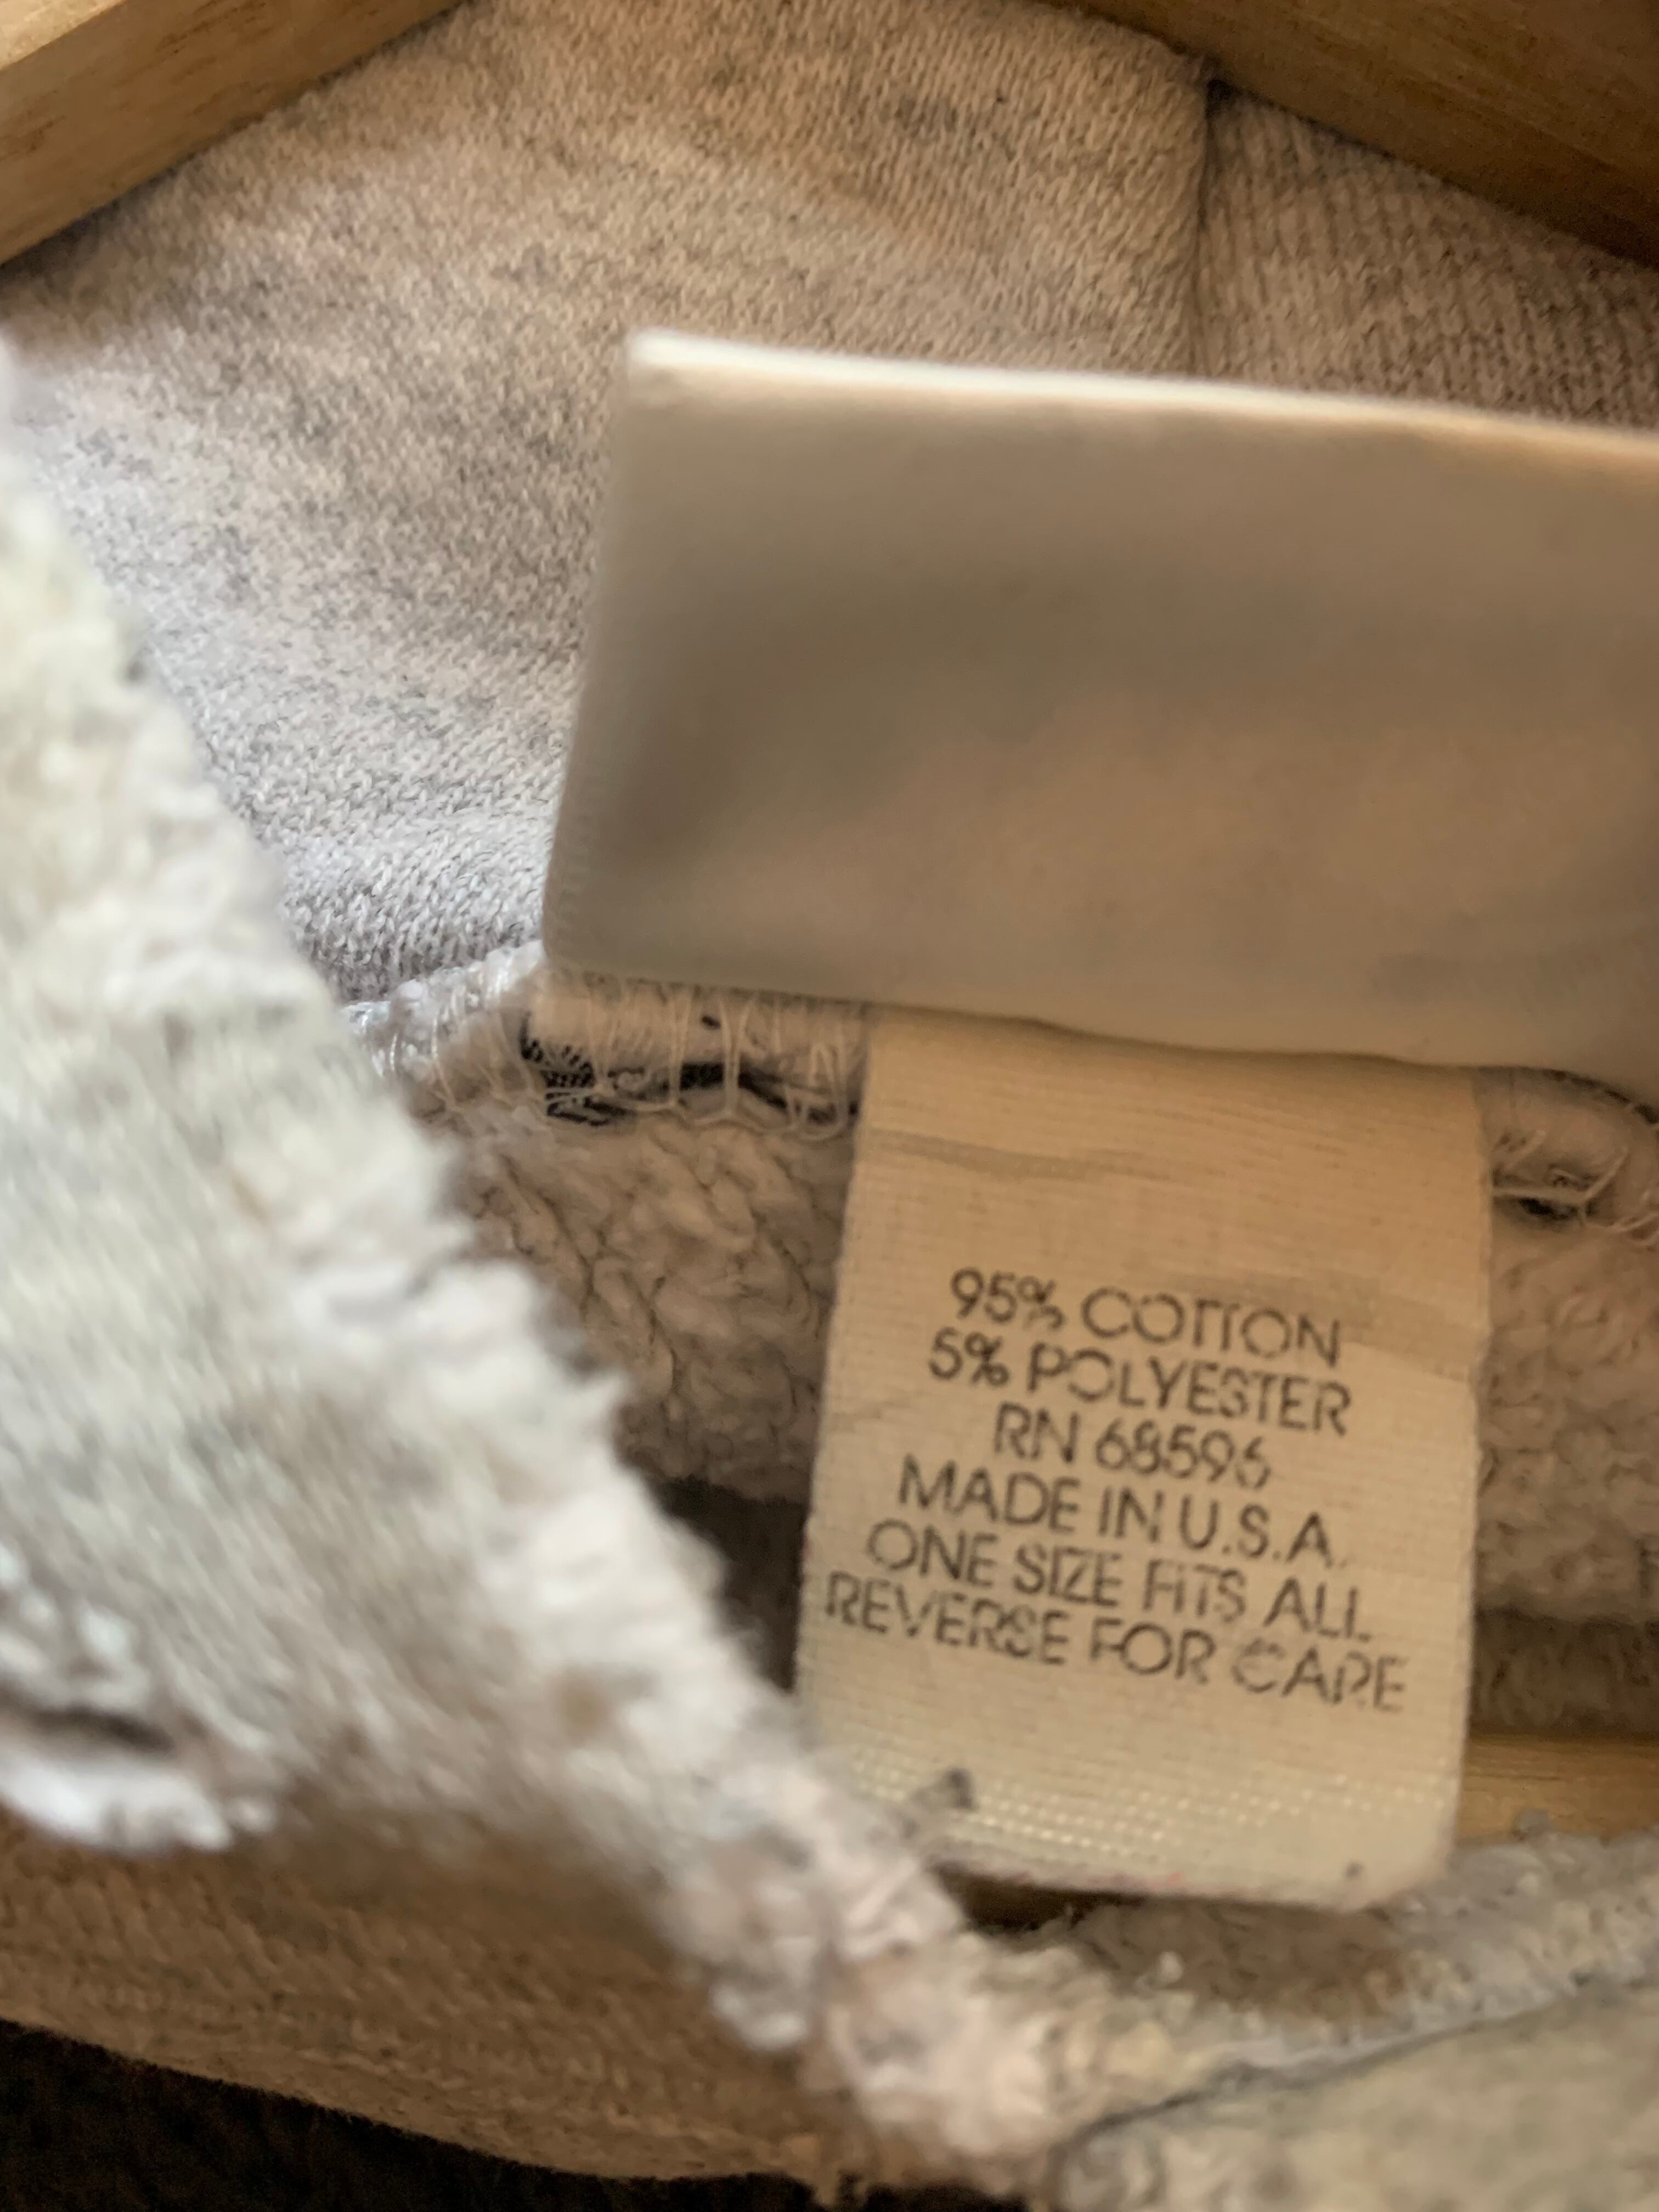 95% COTTON
5% POLYESTER
RN 68596
MADE IN U.S.A.
ONE SIZE FITS ALL
REVERSE FOR CARE